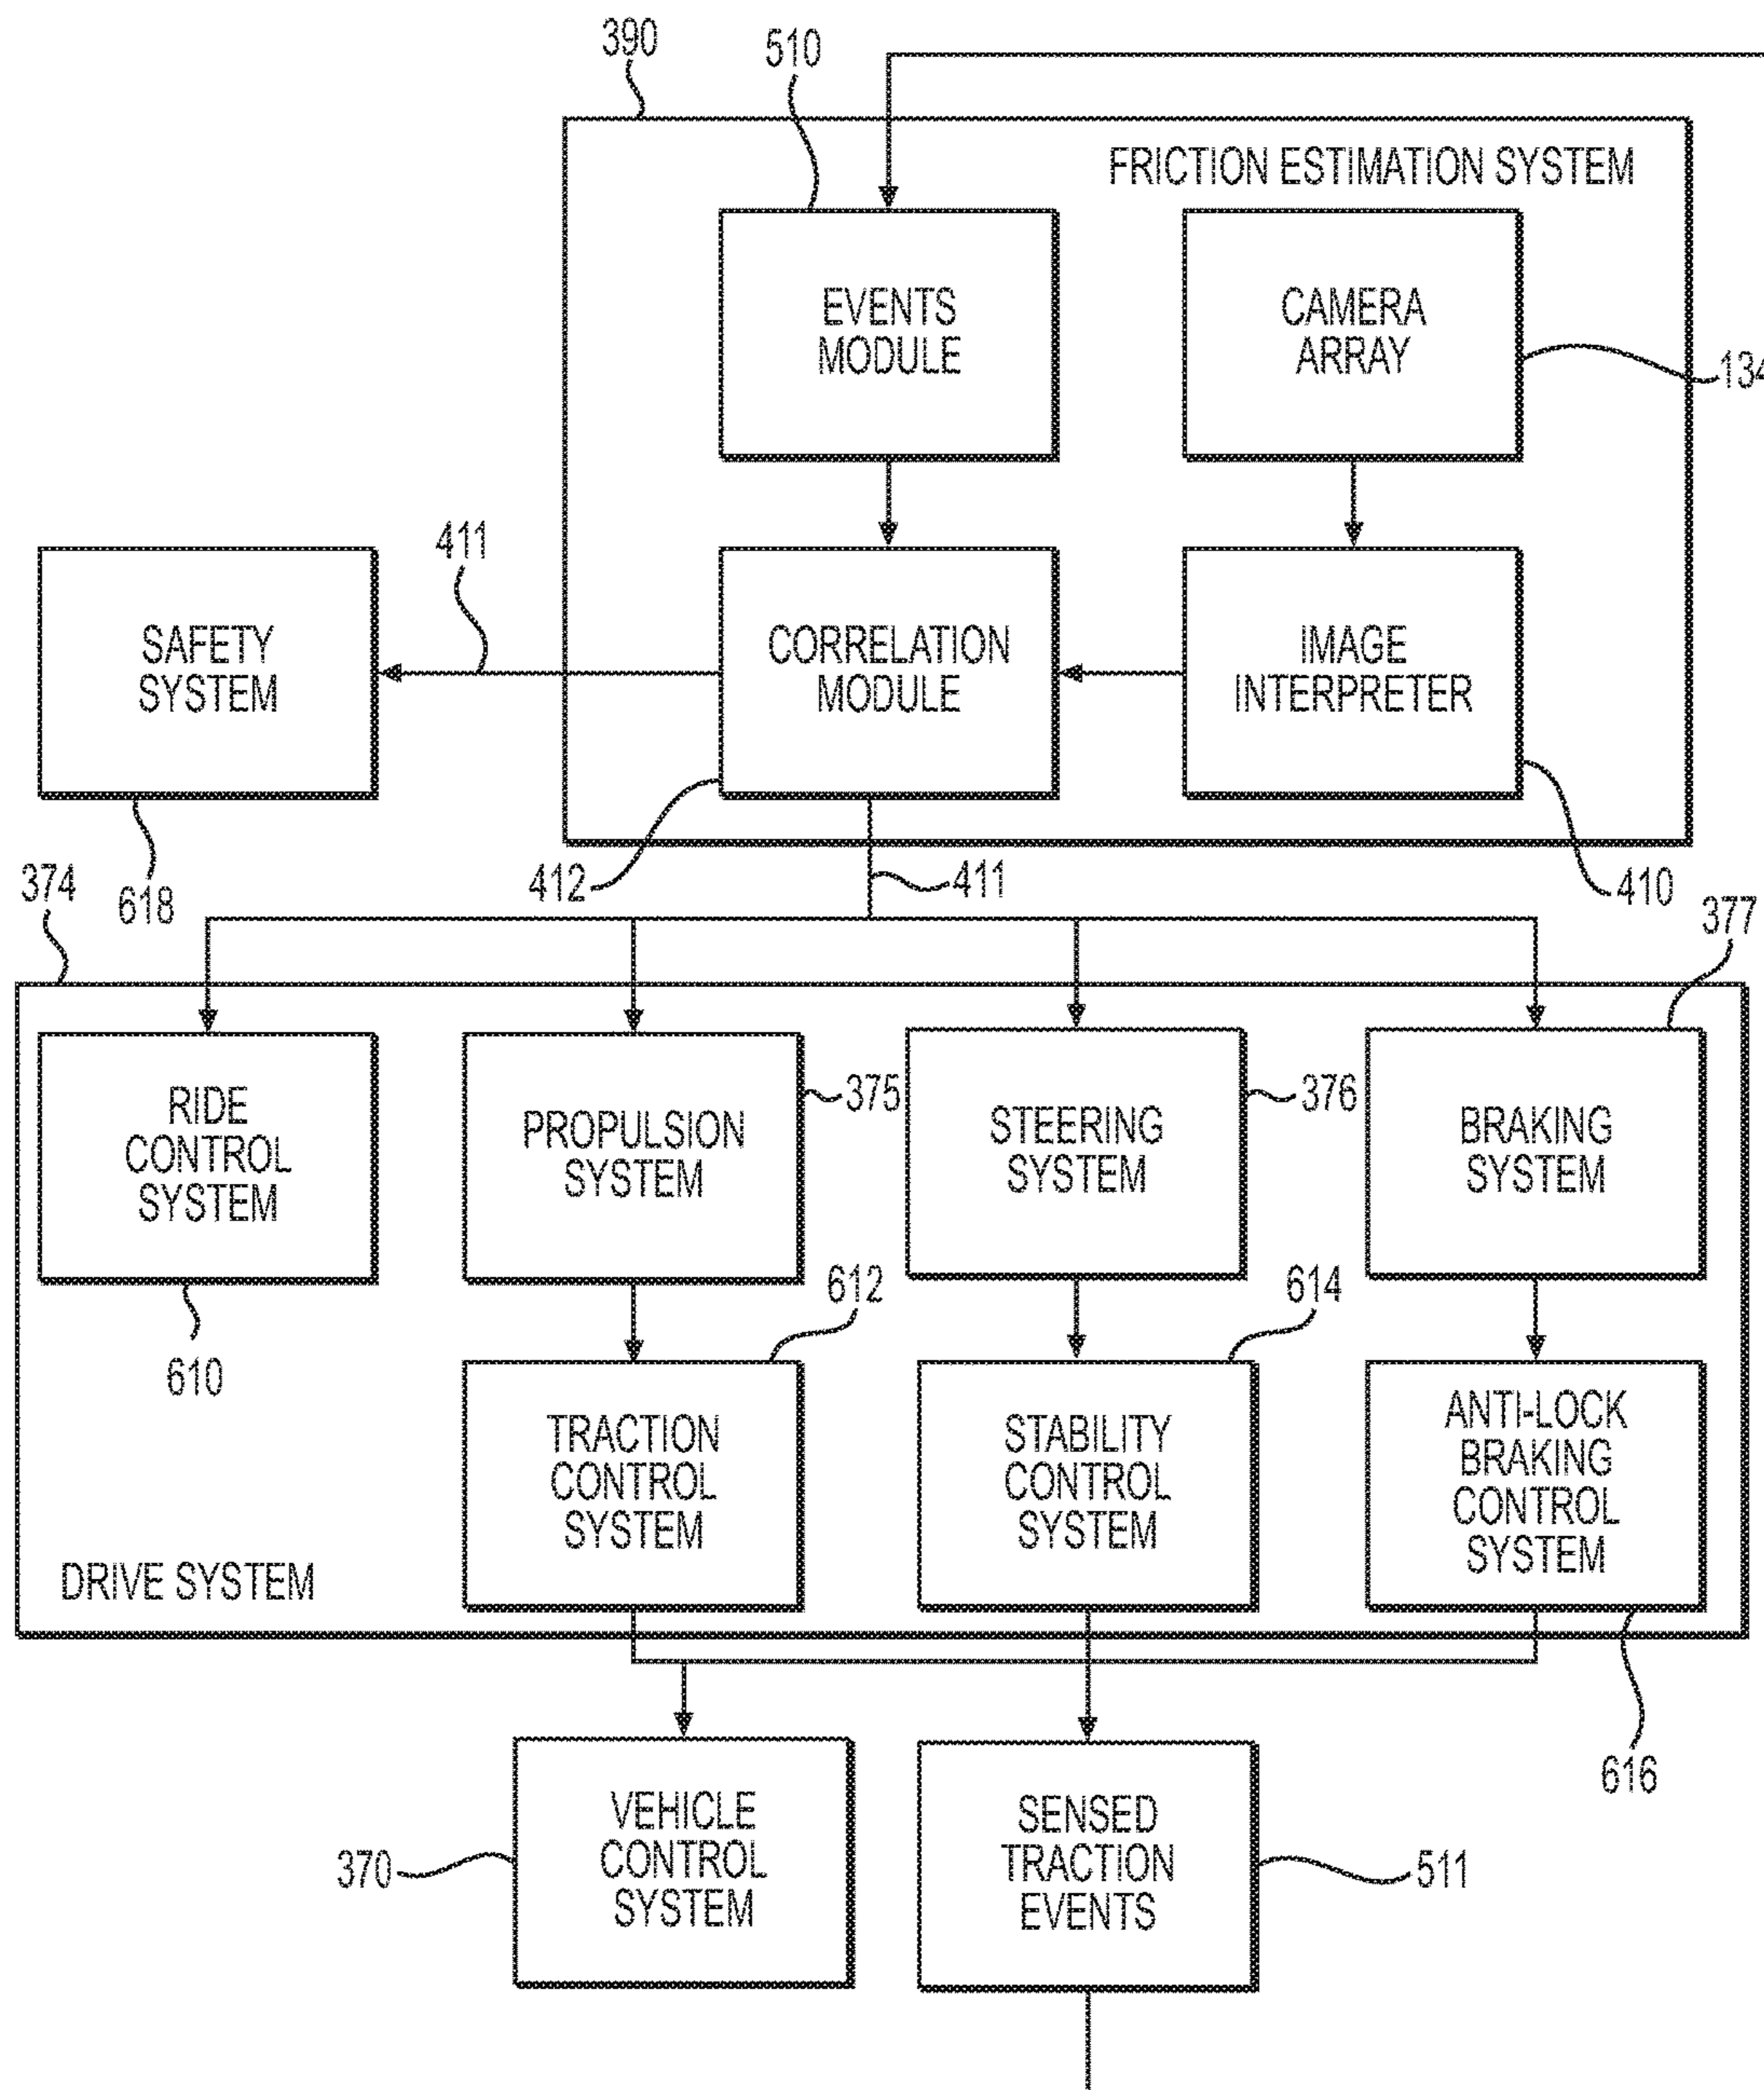 390
510
FRICTION ESTIMATION SYSTEM
EVENTS
MODULE
CAMERA
ARRAY
134
411
SAFETY
SYSTEM
CORRELATION
MODULE
IMAGE
INTERPRETER
374
618
412
411
410
377
RIDE
CONTROL
SYSTEM
PROPULSION
SYSTEM
375
STEERING
SYSTEM
376
BRAKING
SYSTEM
610
612
614
TRACTION
CONTROL
SYSTEM
STABILITY
CONTROL
SYSTEM
ANTI-LOCK
BRAKING
CONTROL
SYSTEM
DRIVE SYSTEM
616
370
VEHICLE
CONTROL
SYSTEM
SENSED
TRACTION
EVENTS
511